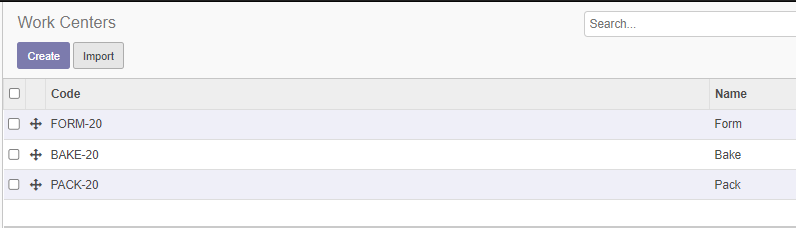 Work Centers
Search...
Create Import
Code Name
FORM-20 Form
BAKE-20 Bake
PACK-20 Pack